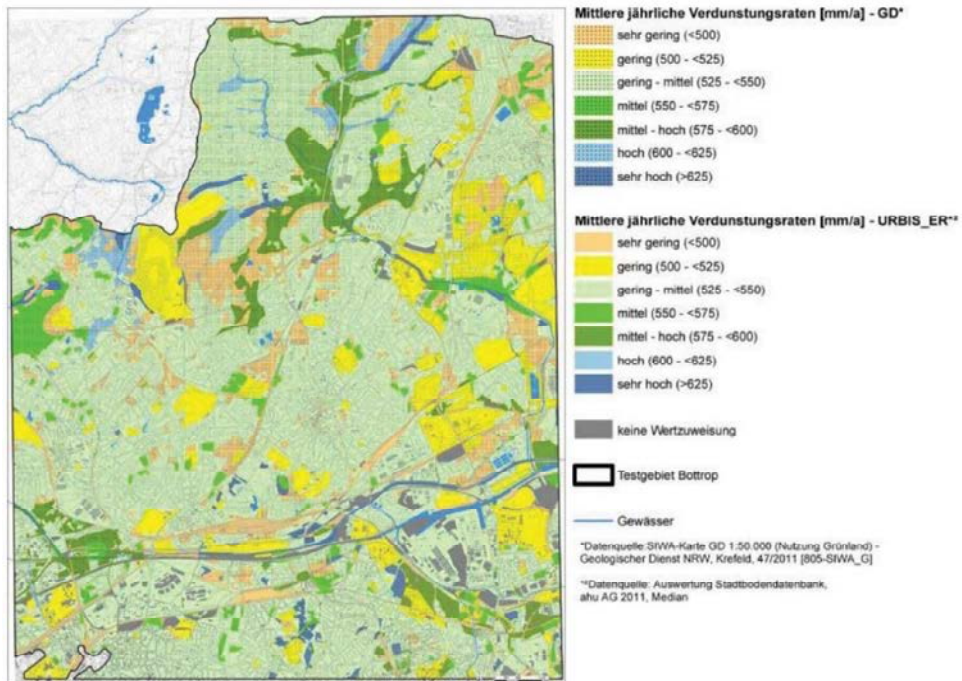 Mittlere jährliche Verdunstungsraten [mm/a] - GD*
sehr gering (<500)
gering (500 - <525)
gering - mittel (525 - <550)
mittel (550 - <575)
mittel - hoch (575 - <600)
hoch (600 - <625)
sehr hoch (>625)
Mittlere jährliche Verdunstungsraten [mm/a] - URBIS_ER**
sehr gering (<500)
gering (500 - <525)
gering - mittel (525 - <550)
mittel (550 - <575)
mittel - hoch (575 - <600)
hoch (600 - <625)
sehr hoch (>625)
keine Wertzuweisung
Testgebiet Bottrop
Gewässer
*Datenquelle:SIWA-Karte GD 1:50.000 (Nutzung Grünland) -
Geologischer Dienst NRW, Krefeld, 47/2011 [805-SIWA_G]
**Datenquelle: Auswertung Stadtbodendatenbank,
ahu AG 2011, Median